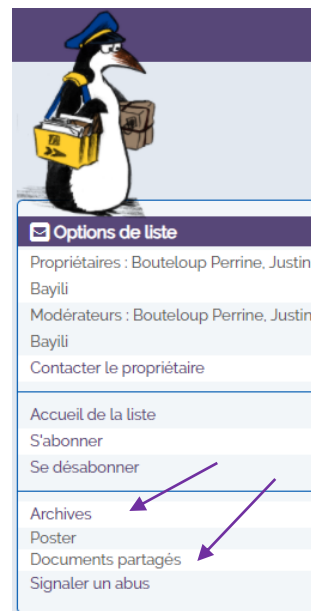 Options de liste
Propriétaires : Bouteloup Perrine, Justin
Bayili
Modérateurs : Bouteloup Perrine, Justin
Bayili
Contacter le propriétaire
Accueil de la liste
S'abonner
Se désabonner
Archives
Poster
Documents partagés
Signaler un abus